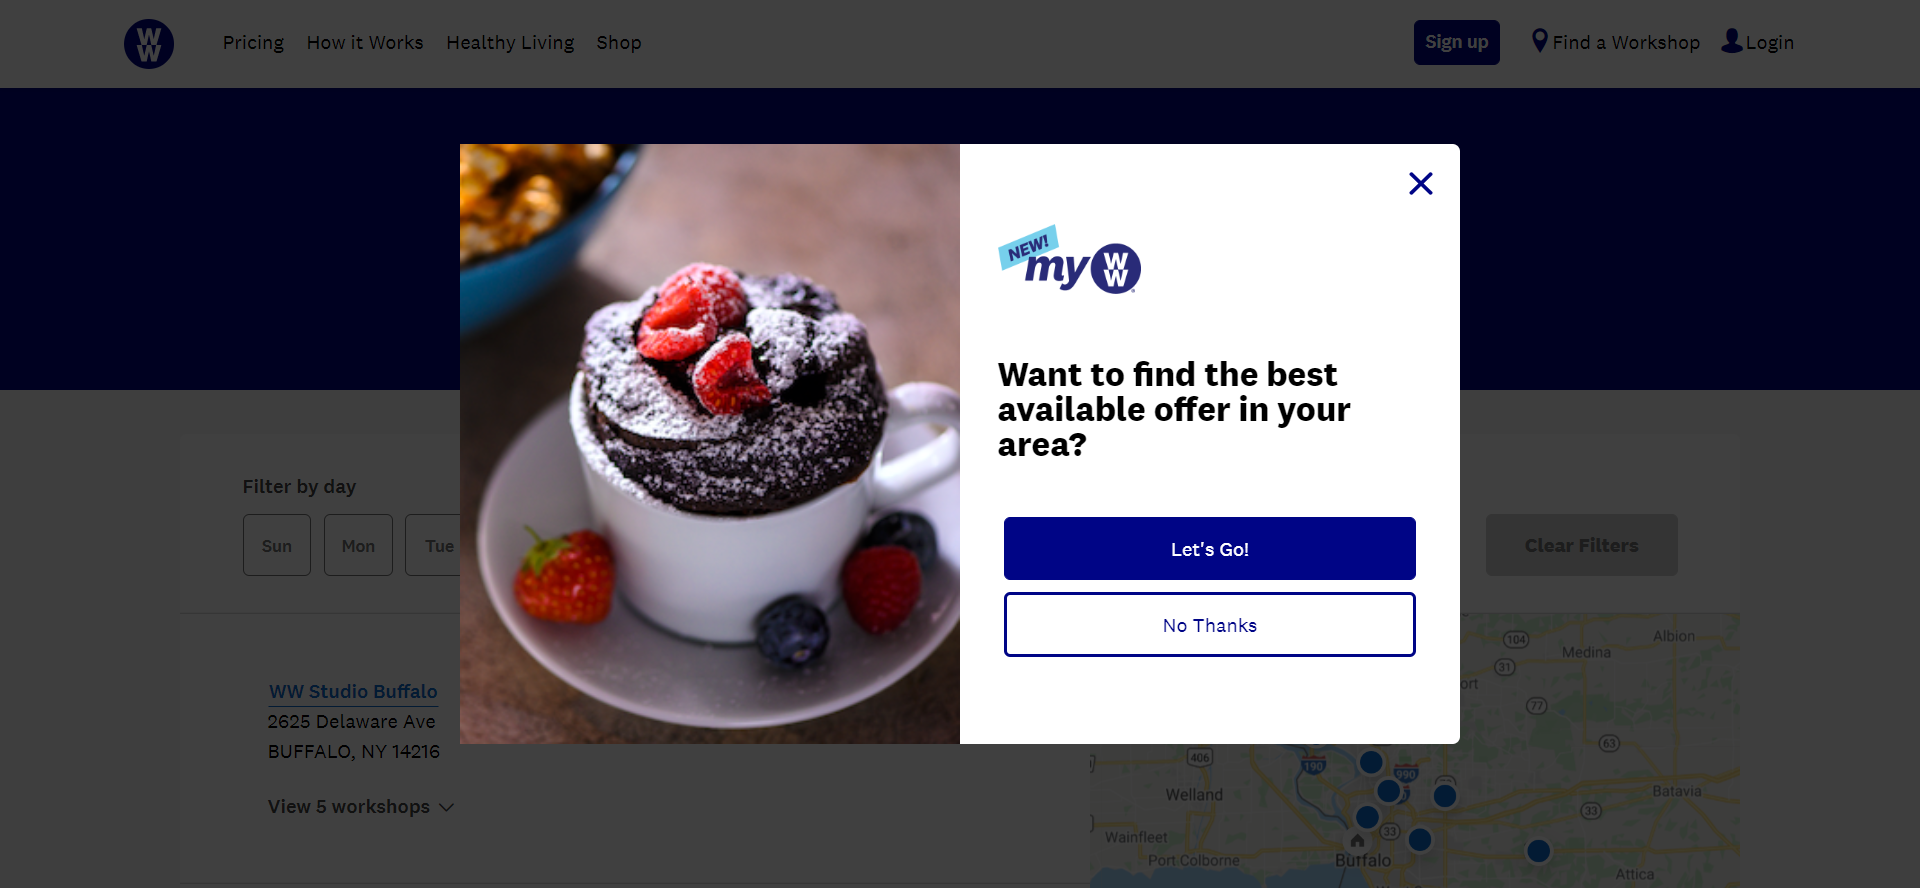 W
W
Pricing
How it Works
Healthy Living
Shop
Sign up
Find a Workshop
Login
NEW!
my WW
Want to find the best
available offer in your
area?
Let's Go!
No Thanks
Filter by day
Sun
Mon
Tue
Clear Filters
WW Studio Buffalo
2625 Delaware Ave
BUFFALO, NY 14216
View 5 workshops
104
Albion
Medina
31
ort
77
63
406
190
990
Welland
Batavia
33
Wainfleet
33
Port Colborne
Buffalo
Attica